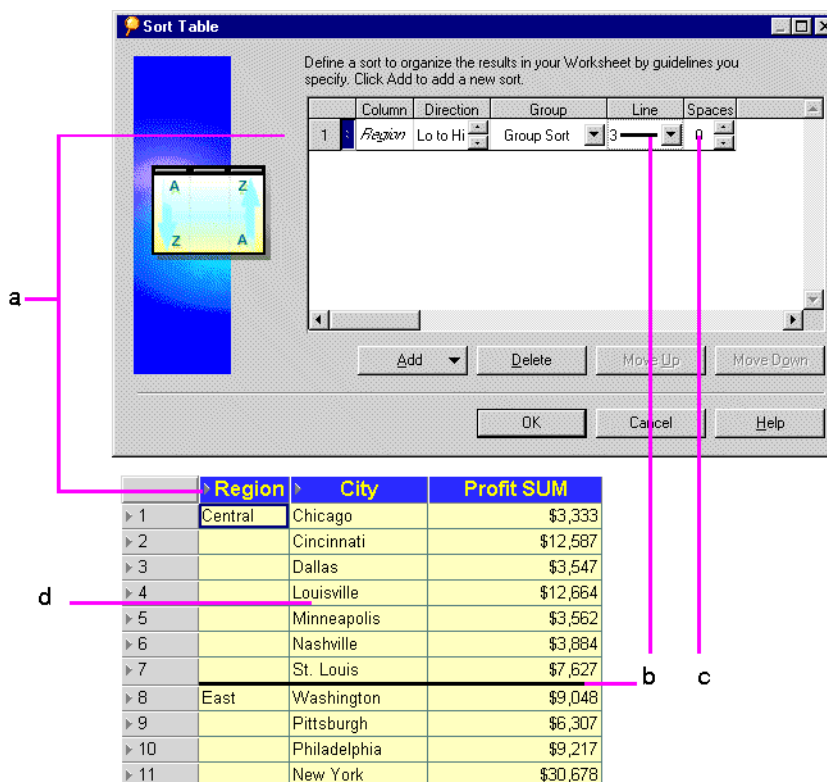 Sort Table
Define a sort to organize the results in your Worksheet by guidelines you
specify. Click Add to add a new sort.
Column Direction Group Line Spaces
1 Region Lo to Hi Group Sort 3 0
A Z
Z A
a
Add Delete Move Up Move Down
OK Cancel Help
Region City Profit SUM
1 Central Chicago $3,333
2 Cincinnati $12,587
3 Dallas $3,547
d
4 Louisville $12,664
5 Minneapolis $3,562
6 Nashville $3,884
7 St. Louis $7,627
b c
8 East Washington $9,048
9 Pittsburgh $6,307
10 Philadelphia $9,217
11 New York $30,678